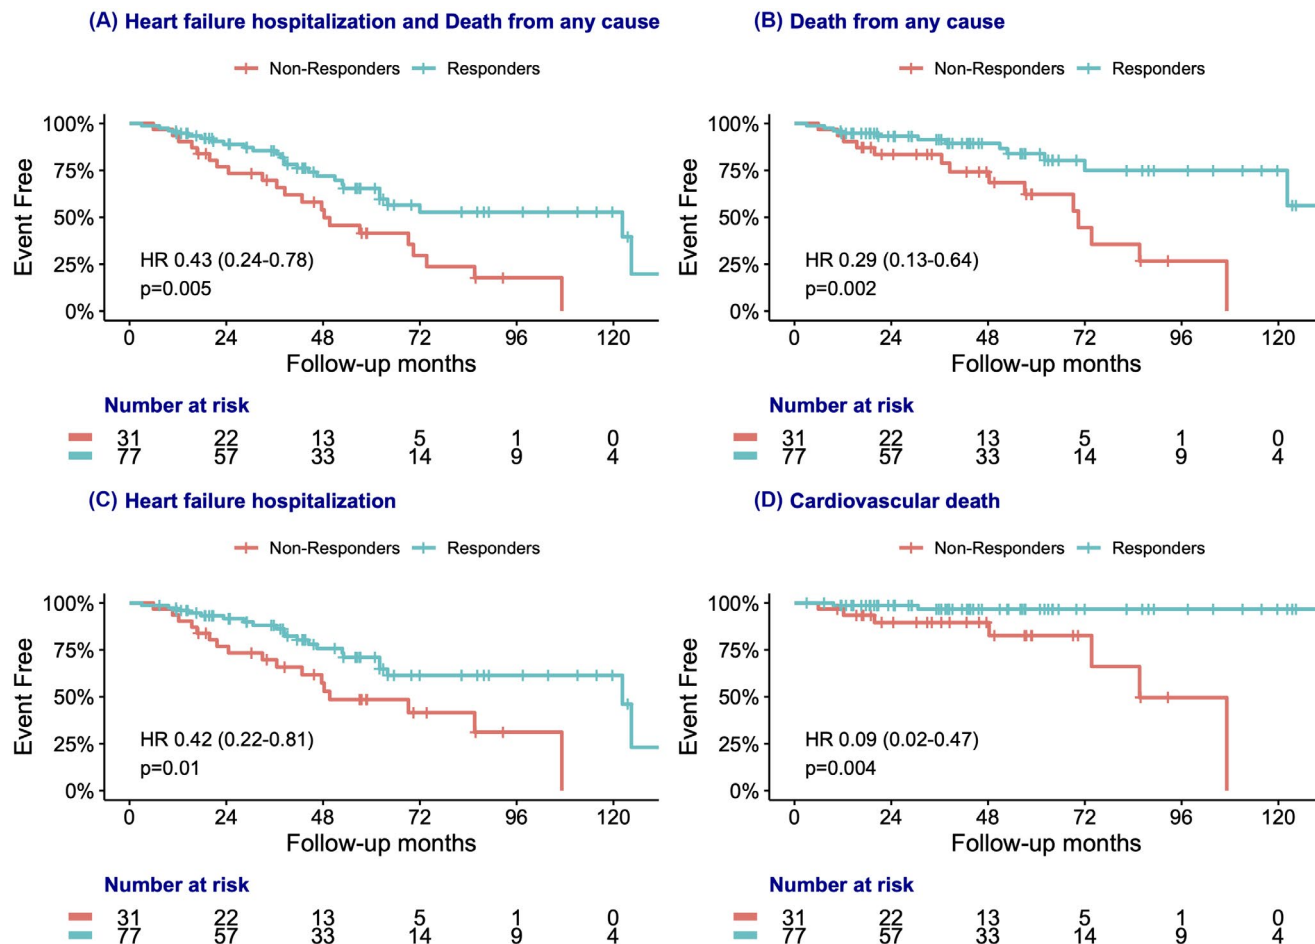 (A) Heart failure hospitalization and Death from any cause
Non-Responders Responders
Event Free
100%
75%
50%
25%
0%
HR 0.43 (0.24-0.78)
p=0.005
0 24 48 72 96 120
Follow-up months
Number at risk
31 22 13 5 1 0
77 57 33 14 9 4
(B) Death from any cause
Non-Responders Responders
Event Free
100%
75%
50%
25%
0%
HR 0.29 (0.13-0.64)
p=0.002
0 24 48 72 96 120
Follow-up months
Number at risk
31 22 13 5 1 0
77 57 33 14 9 4
(C) Heart failure hospitalization
Non-Responders Responders
Event Free
100%
75%
50%
25%
0%
HR 0.42 (0.22-0.81)
p=0.01
0 24 48 72 96 120
Follow-up months
Number at risk
31 22 13 5 1 0
77 57 33 14 9 4
(D) Cardiovascular death
Non-Responders Responders
Event Free
100%
75%
50%
25%
0%
HR 0.09 (0.02-0.47)
p=0.004
0 24 48 72 96 120
Follow-up months
Number at risk
31 22 13 5 1 0
77 57 33 14 9 4